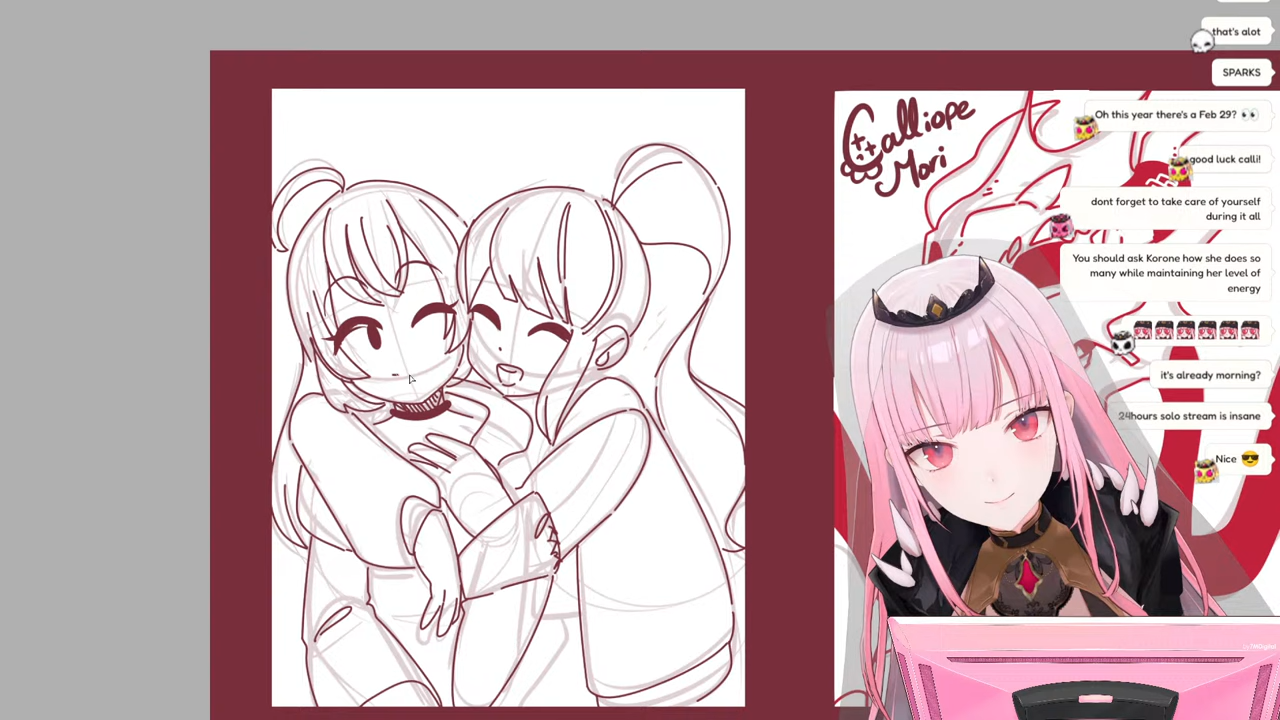 Calliope
Mori
that's alot
SPARKS
Oh this year there's a Feb 29? 👀
good luck calli!
dont forget to take care of yourself
during it all
You should ask Korone how she does so
many while maintaining her level of
energy
it's already morning?
24hours solo stream is insane
Nice 😎